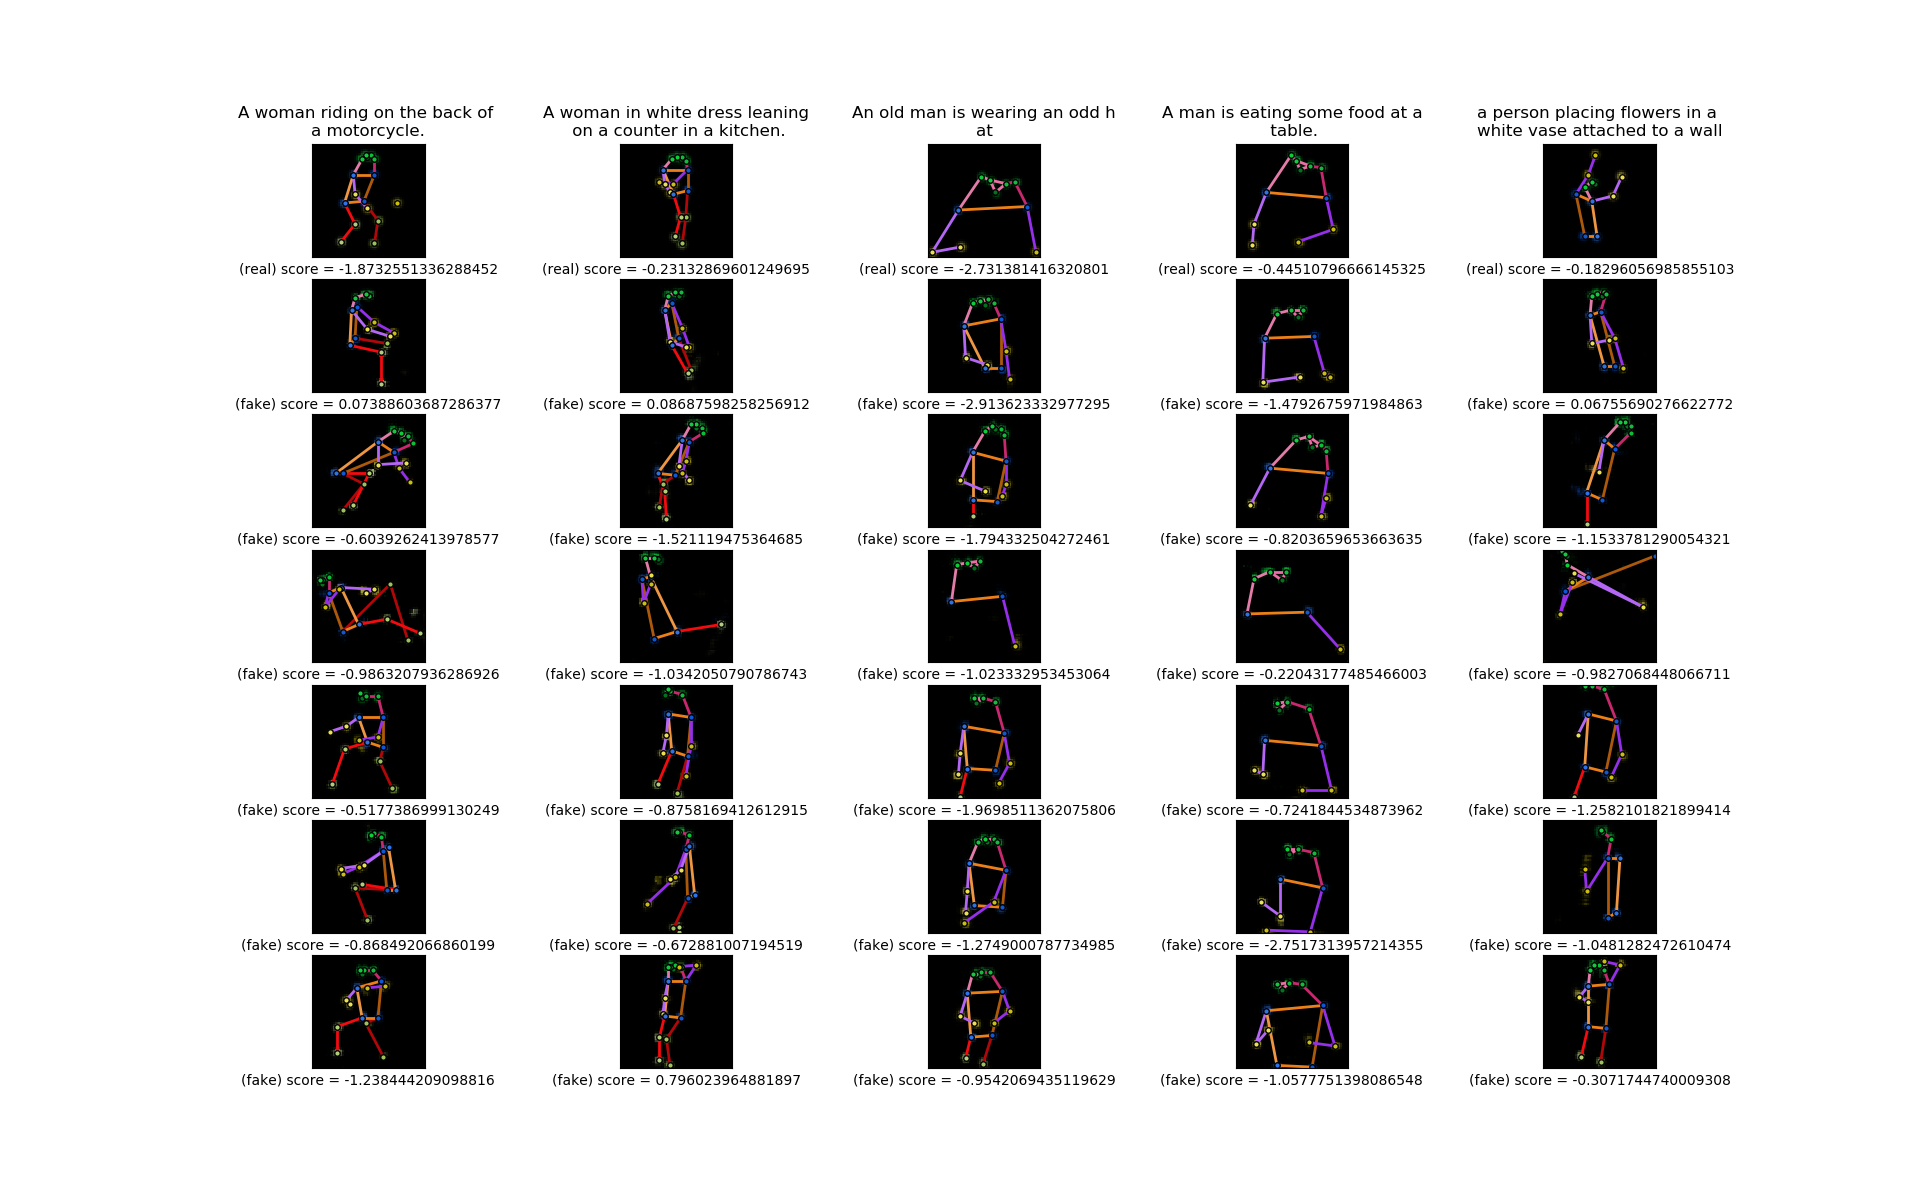 A woman riding on the back of
a motorcycle.
A woman in white dress leaning
on a counter in a kitchen.
An old man is wearing an odd h
at
A man is eating some food at a
table.
a person placing flowers in a
white vase attached to a wall
(real) score = -1.8732551336288452
(real) score = -0.23132869601249695
(real) score = -2.731381416320801
(real) score = -0.44510796666145325
(real) score = -0.18296056985855103
(fake) score = 0.07388603687286377
(fake) score = 0.08687598258256912
(fake) score = -2.913623332977295
(fake) score = -1.4792675971984863
(fake) score = 0.06755690276622772
(fake) score = -0.6039262413978577
(fake) score = -1.521119475364685
(fake) score = -1.794332504272461
(fake) score = -0.8203659653663635
(fake) score = -1.1533781290054321
(fake) score = -0.9863207936286926
(fake) score = -1.0342050790786743
(fake) score = -1.023332953453064
(fake) score = -0.22043177485466003
(fake) score = -0.9827068448066711
(fake) score = -0.5177386999130249
(fake) score = -0.8758169412612915
(fake) score = -1.9698511362075806
(fake) score = -0.7241844534873962
(fake) score = -1.2582101821899414
(fake) score = -0.868492066860199
(fake) score = -0.672881007194519
(fake) score = -1.2749000787734985
(fake) score = -2.7517313957214355
(fake) score = -1.0481282472610474
(fake) score = -1.238444209098816
(fake) score = 0.796023964881897
(fake) score = -0.9542069435119629
(fake) score = -1.0577751398086548
(fake) score = -0.3071744740009308